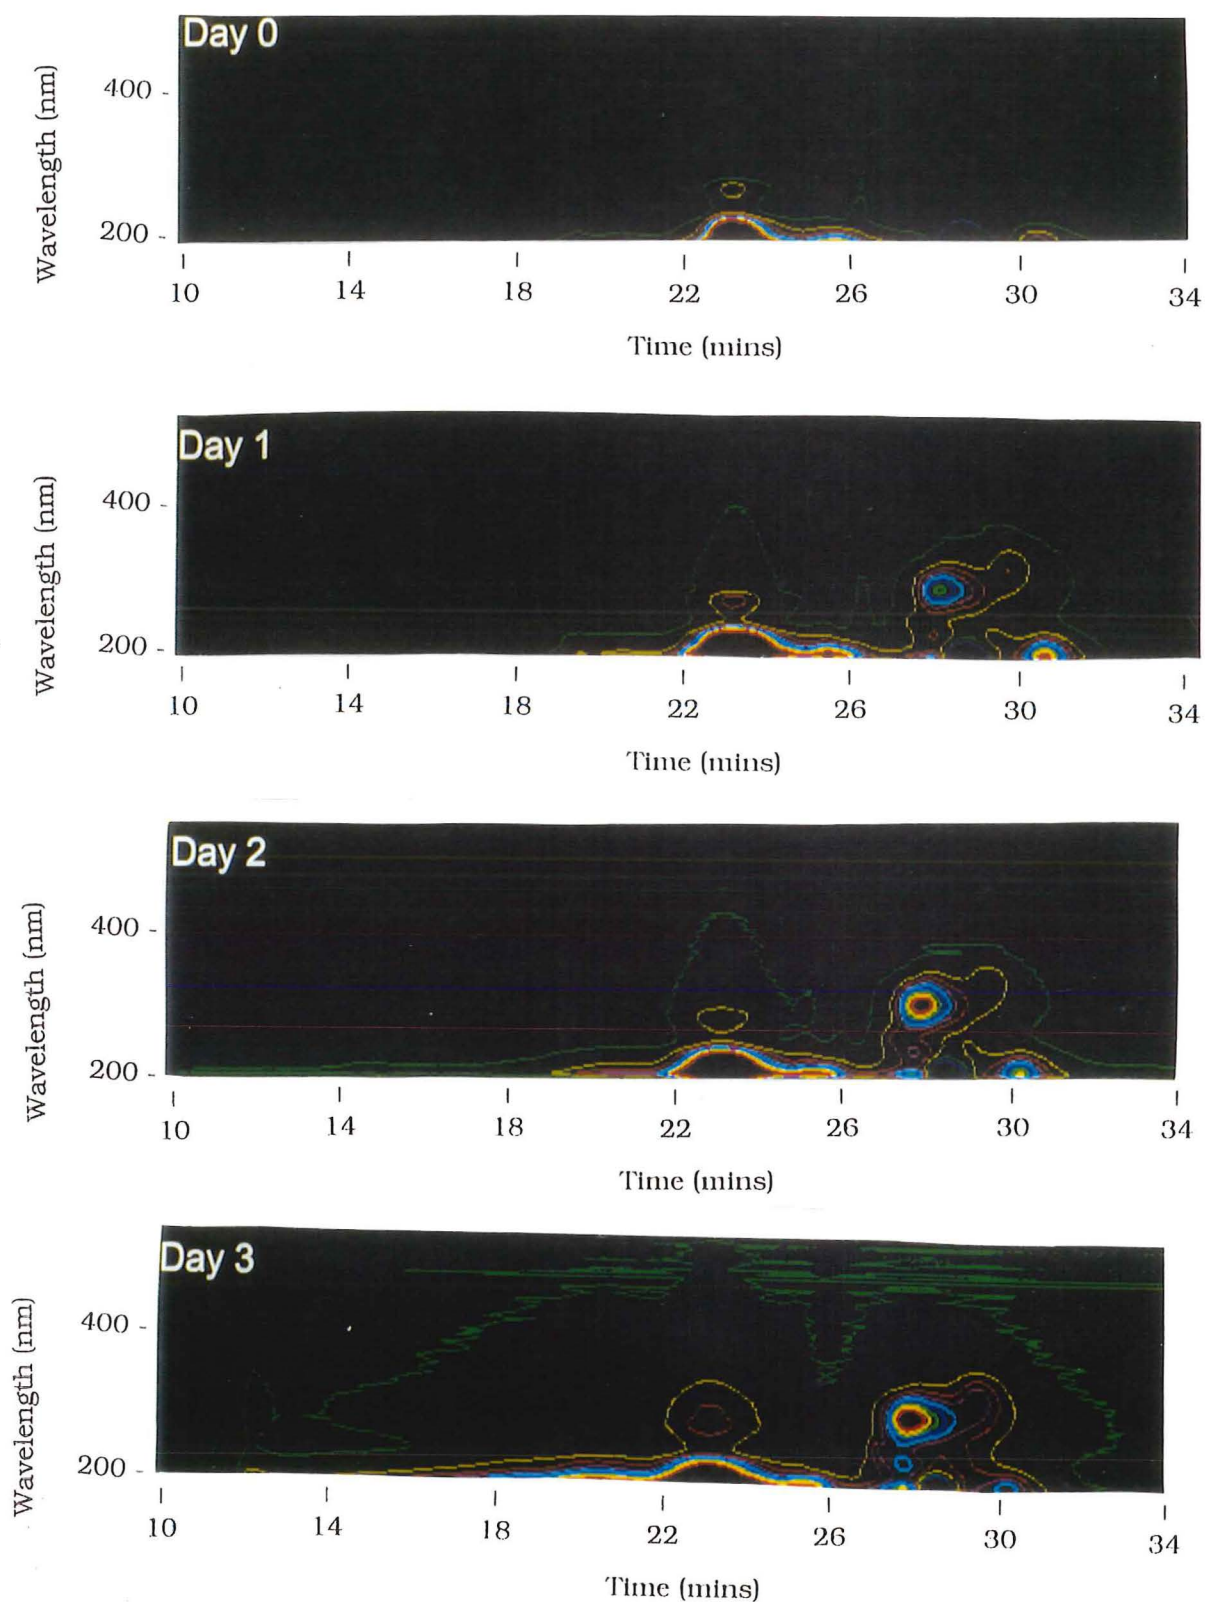 Day 0
Wavelength (nm)
400
200
10 14 18 22 26 30 34
Time (mins)
Day 1
Wavelength (nm)
400
200
10 14 18 22 26 30 34
Time (mins)
Day 2
Wavelength (nm)
400
200
10 14 18 22 26 30 34
Time (mins)
Day 3
Wavelength (nm)
400
200
10 14 18 22 26 30 34
Time (mins)